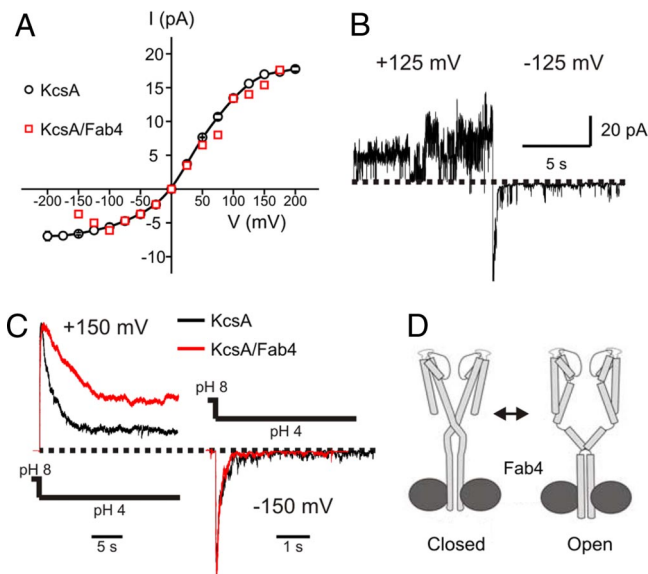 A
I (pA)
20
15
10
5
-5
-10
-200 -150 -100 -50
50 100 150 200
V (mV)
KcsA
KcsA/Fab4
B
+125 mV
-125 mV
20 pA
5 s
C
+150 mV
KcsA
KcsA/Fab4
pH 8
pH 4
pH 8
pH 4
-150 mV
5 s
1 s
D
Fab4
Closed
Open